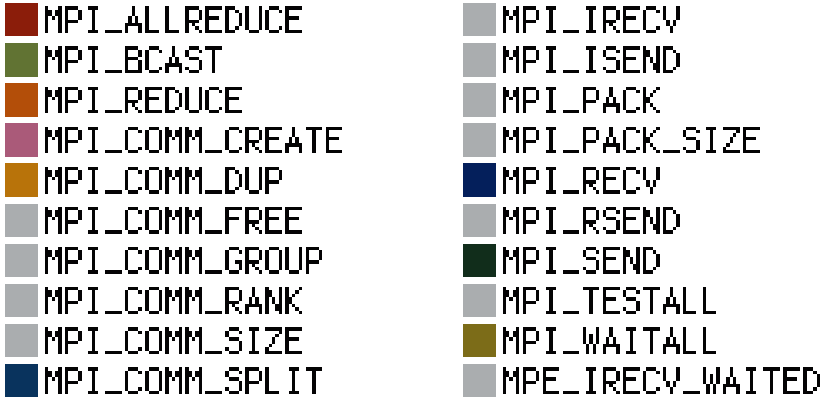 MPI_ALLREDUCE
MPI_BCAST
MPI_REDUCE
MPI_COMM_CREATE
MPI_COMM_DUP
MPI_COMM_FREE
MPI_COMM_GROUP
MPI_COMM_RANK
MPI_COMM_SIZE
MPI_COMM_SPLIT
MPI_IRECV
MPI_ISEND
MPI_PACK
MPI_PACK_SIZE
MPI_RECV
MPI_RSEND
MPI_SEND
MPI_TESTALL
MPI_WAITALL
MPE_IRECV_WAITED